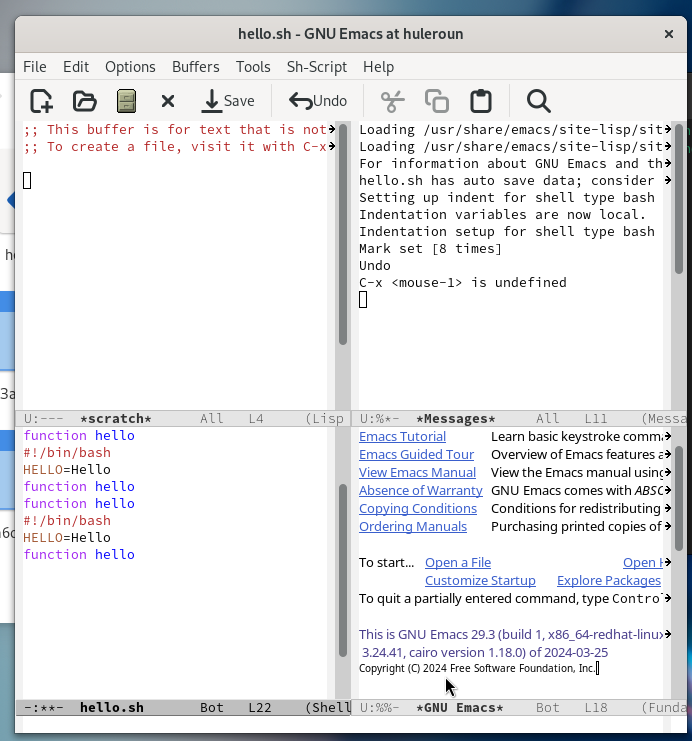 hello.sh - GNU Emacs at huleroun
File Edit Options Buffers Tools Sh-Script Help
Save Undo
;; This buffer is for text that is not
;; To create a file, visit it with C-x
U:--- *scratch* All L4 (Lisp
Loading /usr/share/emacs/site-lisp/sit
Loading /usr/share/emacs/site-lisp/sit
For information about GNU Emacs and th
hello.sh has auto save data; consider
Setting up indent for shell type bash
Indentation variables are now local.
Indentation setup for shell type bash
Mark set [8 times]
Undo
C-x <mouse-1> is undefined
U:%*- *Messages* All L11 (Messa
function hello
#!/bin/bash
HELLO=Hello
function hello
function hello
#!/bin/bash
HELLO=Hello
function hello
-:**- hello.sh Bot L22 (Shell
Emacs Tutorial Learn basic keystroke comm
Emacs Guided Tour Overview of Emacs features
View Emacs Manual View the Emacs manual using
Absence of Warranty GNU Emacs comes with ABSO
Copying Conditions Conditions for redistributing
Ordering Manuals Purchasing printed copies of
To start... Open a File Open
Customize Startup Explore Packages
To quit a partially entered command, type Contro
This is GNU Emacs 29.3 (build 1, x86_64-redhat-linux
3.24.41, cairo version 1.18.0) of 2024-03-25
Copyright (C) 2024 Free Software Foundation, Inc.
U:%%- *GNU Emacs* Bot L18 (Funda